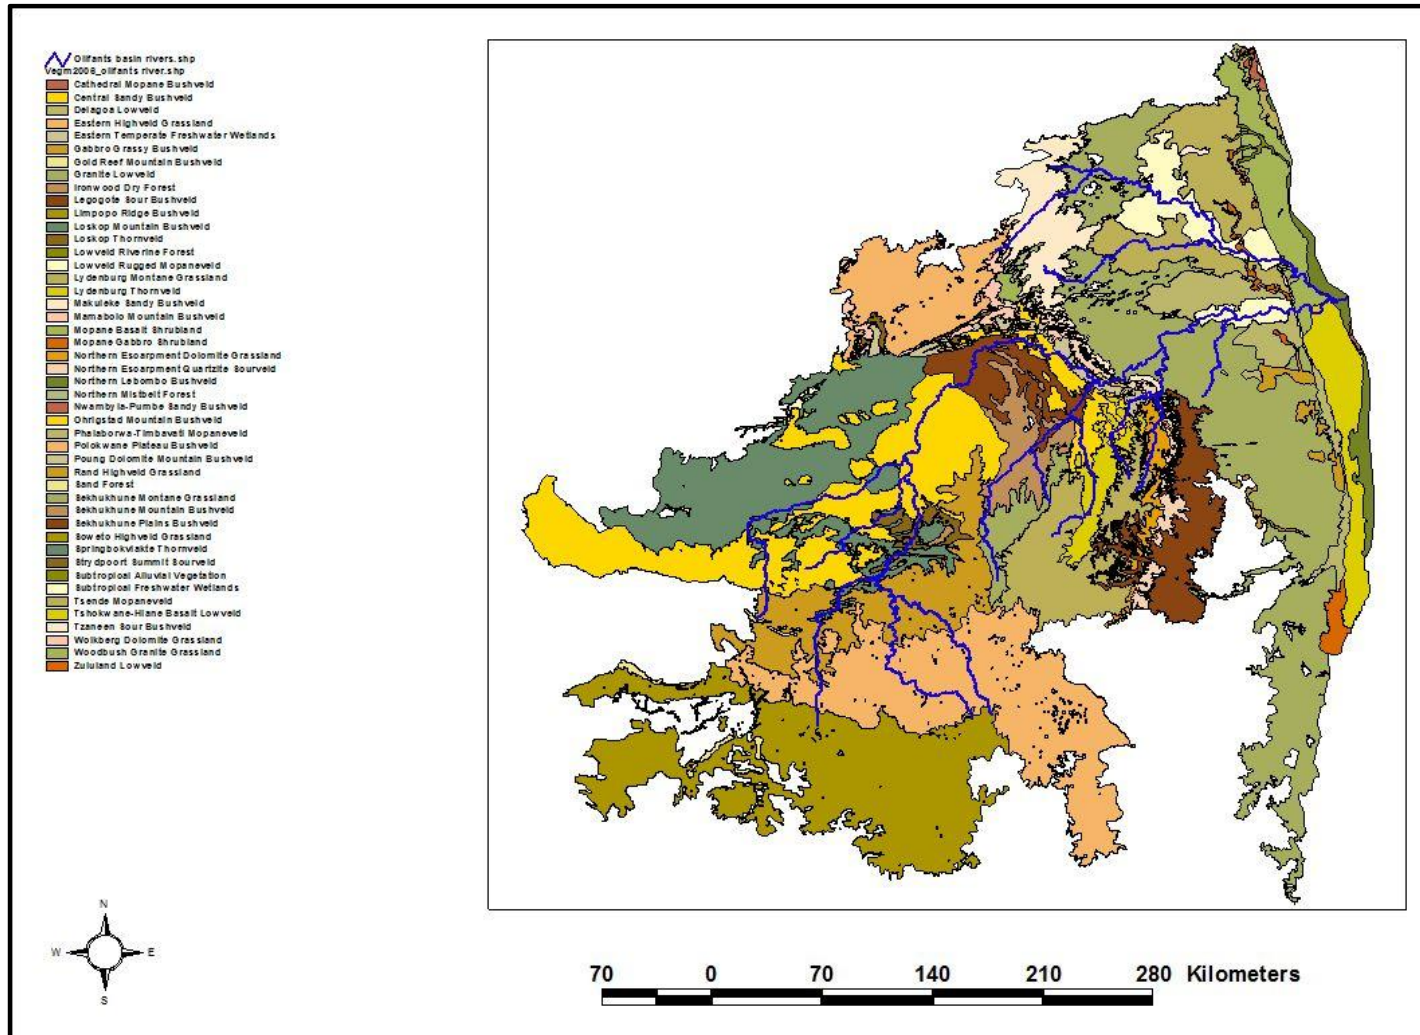 Olifants basin rivers.shp
Vegm2006_olifants river.shp
Cathedral Mopane Bushveld
Central Sandy Bushveld
Delagoa Lowveld
Eastern Highveld Grassland
Eastern Temperate Freshwater Wetlands
Gabbro Grassy Bushveld
Gold Reef Mountain Bushveld
Granite Lowveld
Ironwood Dry Forest
Legogote Sour Bushveld
Limpopo Ridge Bushveld
Loskop Mountain Bushveld
Loskop Thornveld
Lowveld Riverine Forest
Lowveld Rugged Mopaneveld
Lydenburg Montane Grassland
Lydenburg Thornveld
Makuleke Sandy Bushveld
Mamabolo Mountain Bushveld
Mopane Basalt Shrubland
Mopane Gabbro Shrubland
Northern Escarpment Dolomite Grassland
Northern Escarpment Quartzite Sourveld
Northern Lebombo Bushveld
Northern Mistbelt Forest
Nwambyia-Pumbe Sandy Bushveld
Ohrigstad Mountain Bushveld
Phalaborwa-Timbavati Mopaneveld
Polokwane Plateau Bushveld
Poung Dolomite Mountain Bushveld
Rand Highveld Grassland
Sand Forest
Sekhukhune Montane Grassland
Sekhukhune Mountain Bushveld
Sekhukhune Plains Bushveld
Soweto Highveld Grassland
Springbokvlakte Thornveld
Strydpoort Summit Sourveld
Subtropical Alluvial Vegetation
Subtropical Freshwater Wetlands
Tsende Mopaneveld
Tshokwane-Hlane Basalt Lowveld
Tzaneen Sour Bushveld
Wolkberg Dolomite Grassland
Woodbush Granite Grassland
Zululand Lowveld
N
W E
S
70 0 70 140 210 280 Kilometers